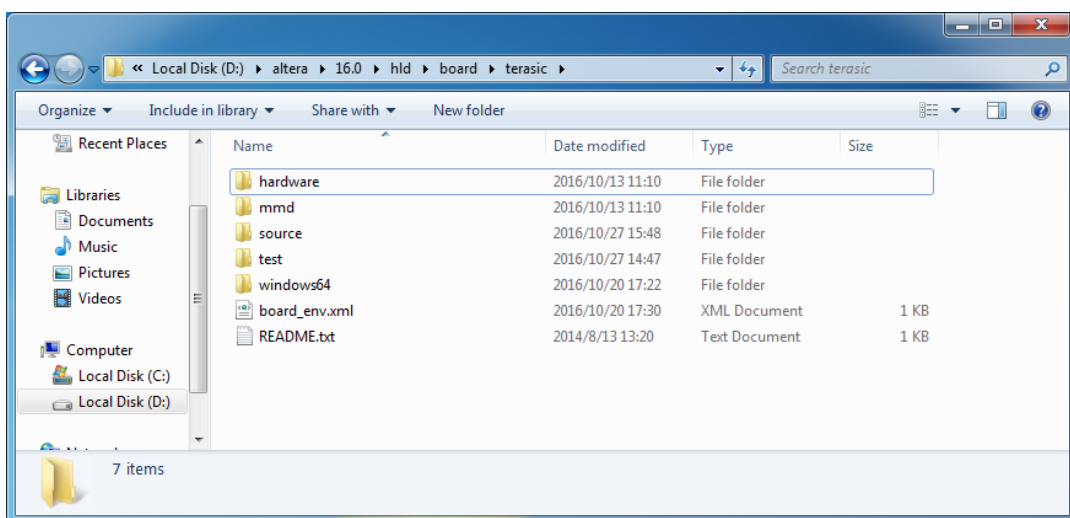 « Local Disk (D:) ▸ altera ▸ 16.0 ▸ hld ▸ board ▸ terasic ▸ Search terasic
Organize ▾ Include in library ▾ Share with ▾ New folder
Recent Places
Libraries
Documents
Music
Pictures
Videos
Computer
Local Disk (C:)
Local Disk (D:)
Name Date modified Type Size
hardware 2016/10/13 11:10 File folder
mmd 2016/10/13 11:10 File folder
source 2016/10/27 15:48 File folder
test 2016/10/27 14:47 File folder
windows64 2016/10/20 17:22 File folder
board_env.xml 2016/10/20 17:30 XML Document 1 KB
README.txt 2014/8/13 13:20 Text Document 1 KB
7 items